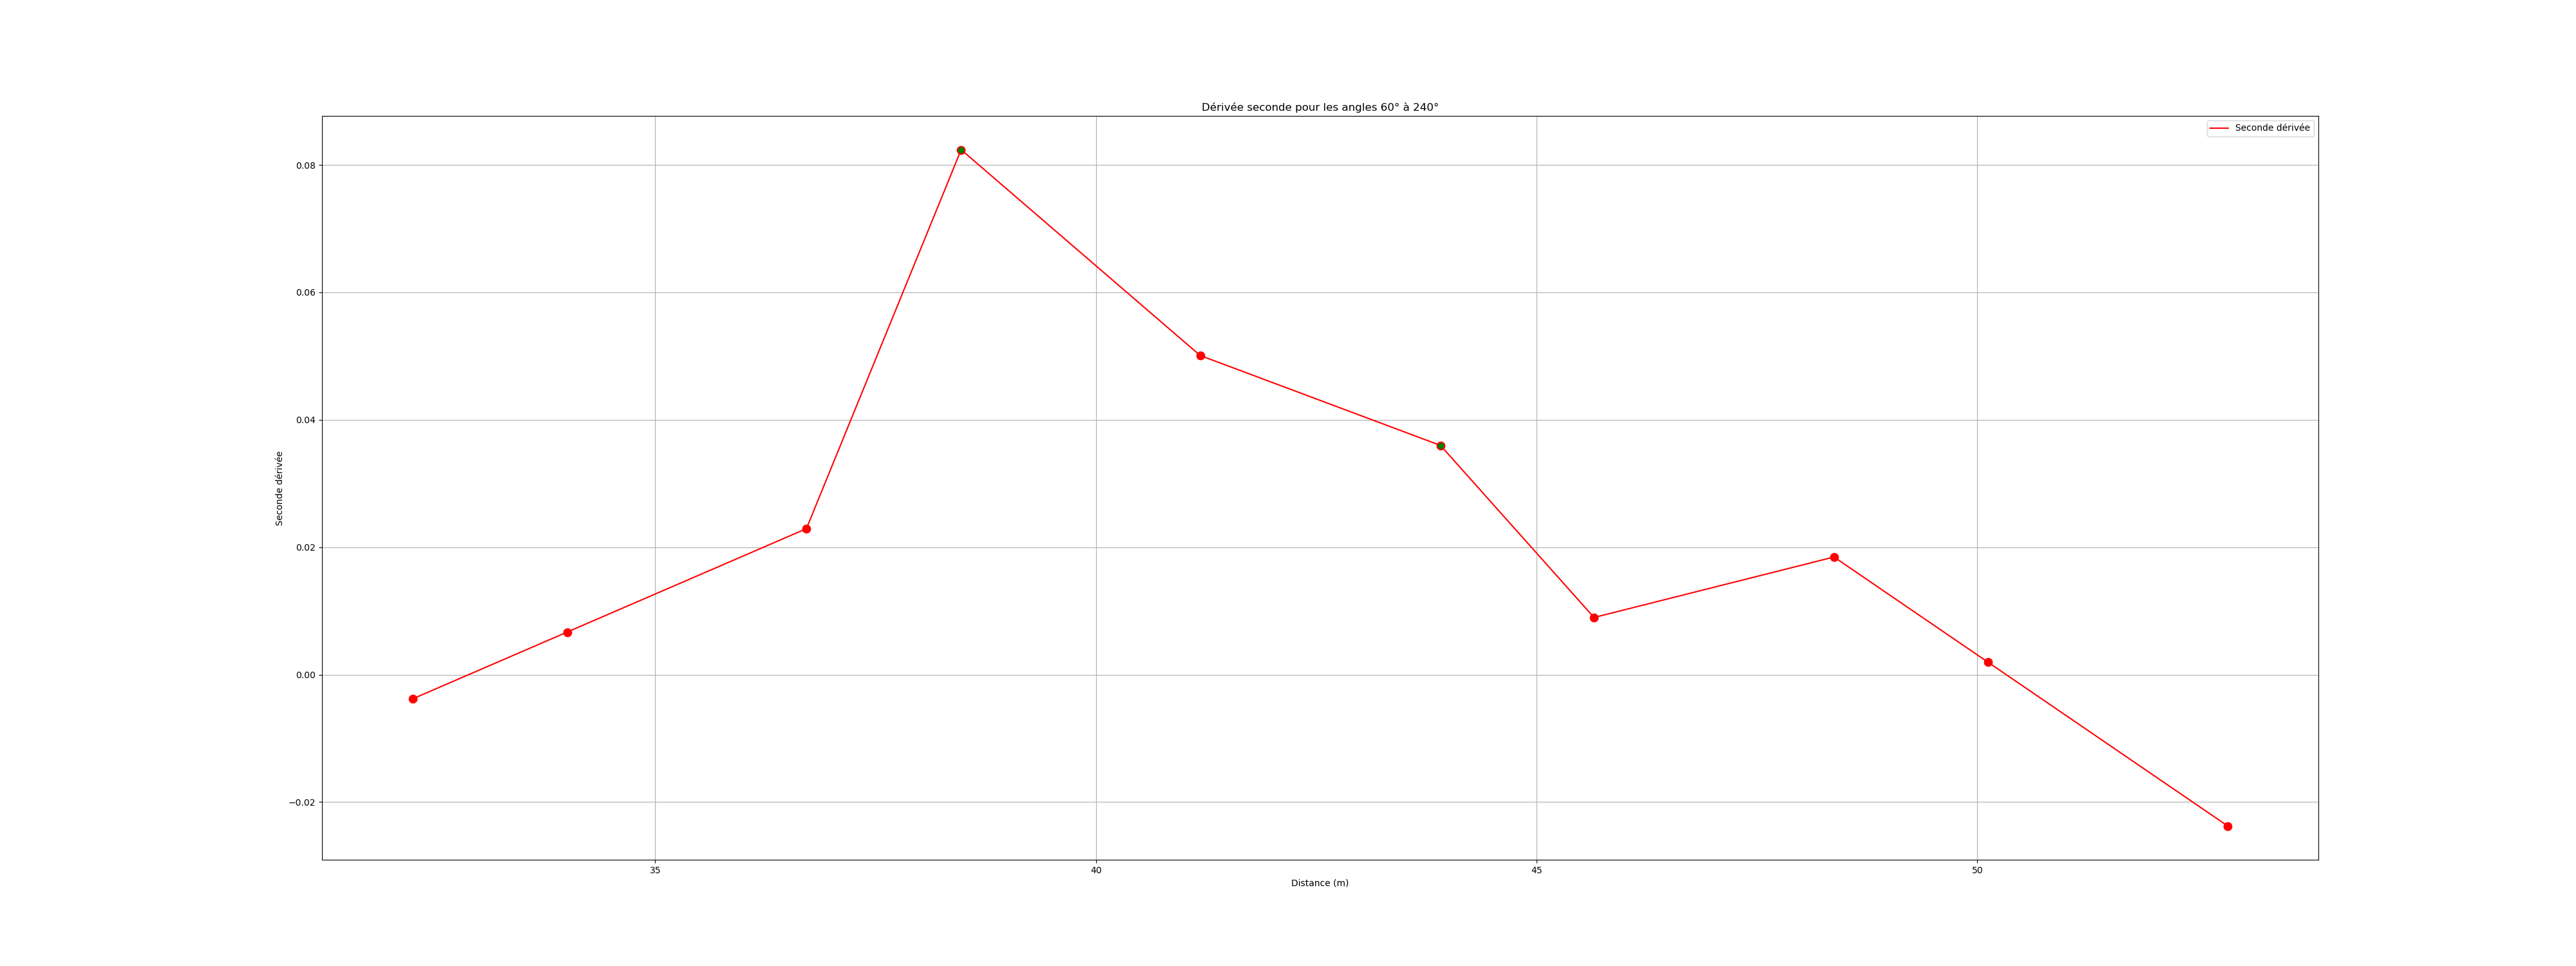 Dérivée seconde pour les angles 60° à 240°
Seconde dérivée
0.08
0.06
0.04
0.02
0.00
−0.02
Seconde dérivée
35
40
45
50
Distance (m)